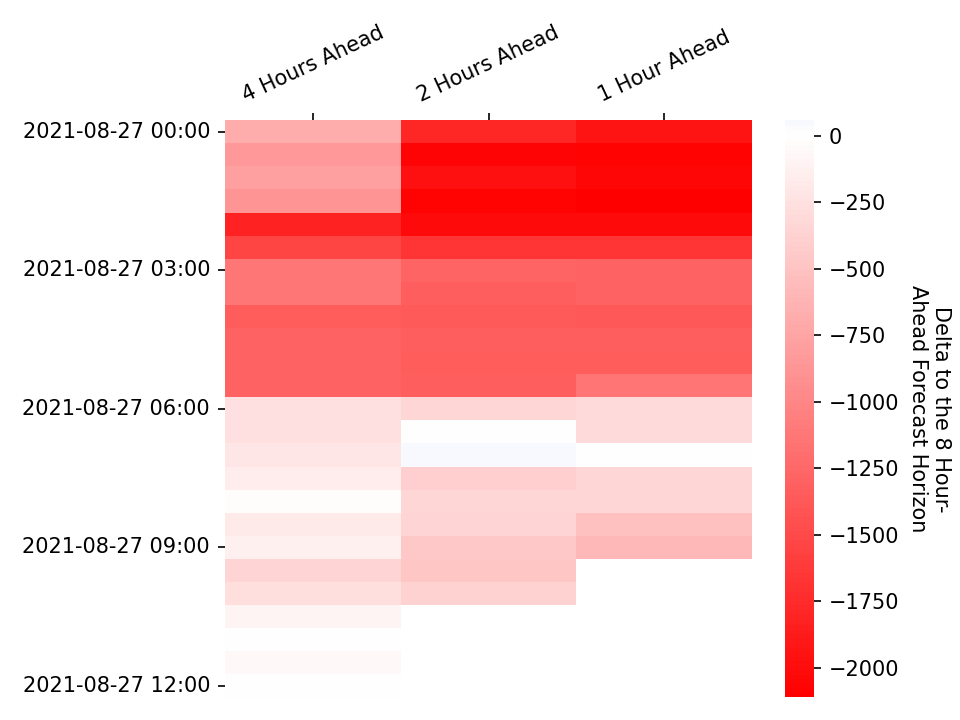 4 Hours Ahead
2 Hours Ahead
1 Hour Ahead
2021-08-27 00:00
2021-08-27 03:00
2021-08-27 06:00
2021-08-27 09:00
2021-08-27 12:00
0
−250
−500
−750
−1000
−1250
−1500
−1750
−2000
Delta to the 8 Hour-
Ahead Forecast Horizon